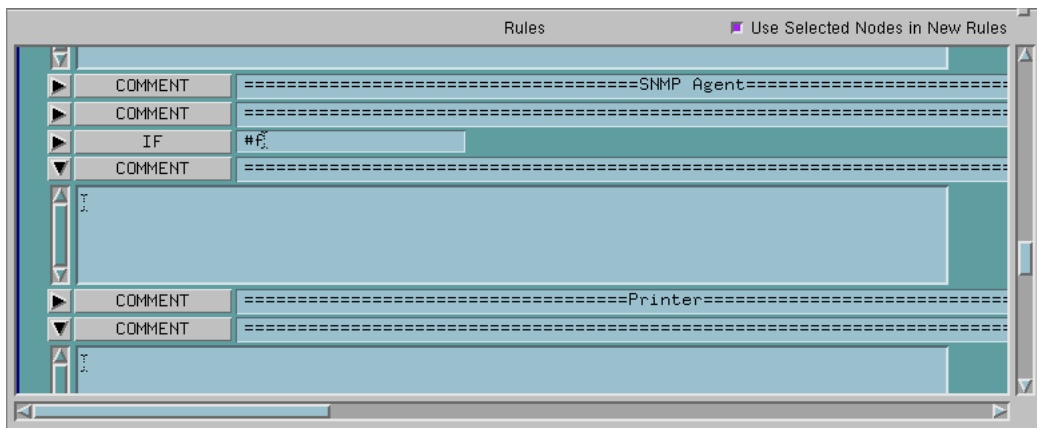 Rules Use Selected Nodes in New Rules
COMMENT =====================================SNMP Agent=========================
COMMENT ========================================================================
IF #f
COMMENT ========================================================================
COMMENT ====================================Printer=============================
COMMENT ========================================================================